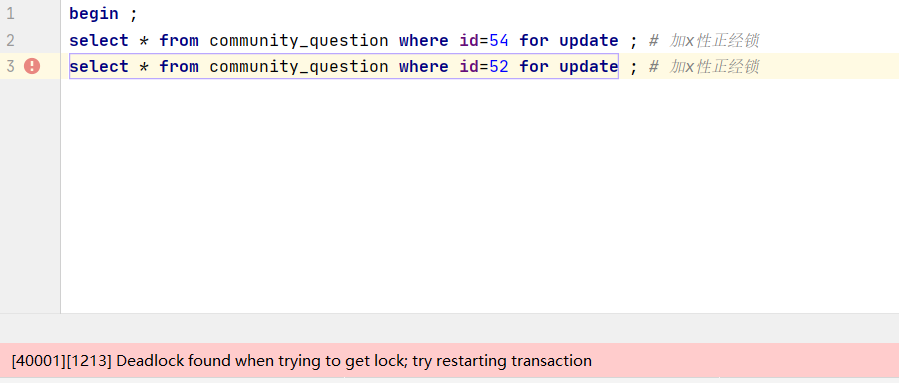 1 begin ;
2 select * from community_question where id=54 for update ; # 加x性正经锁
3 select * from community_question where id=52 for update ; # 加x性正经锁
[40001][1213] Deadlock found when trying to get lock; try restarting transaction